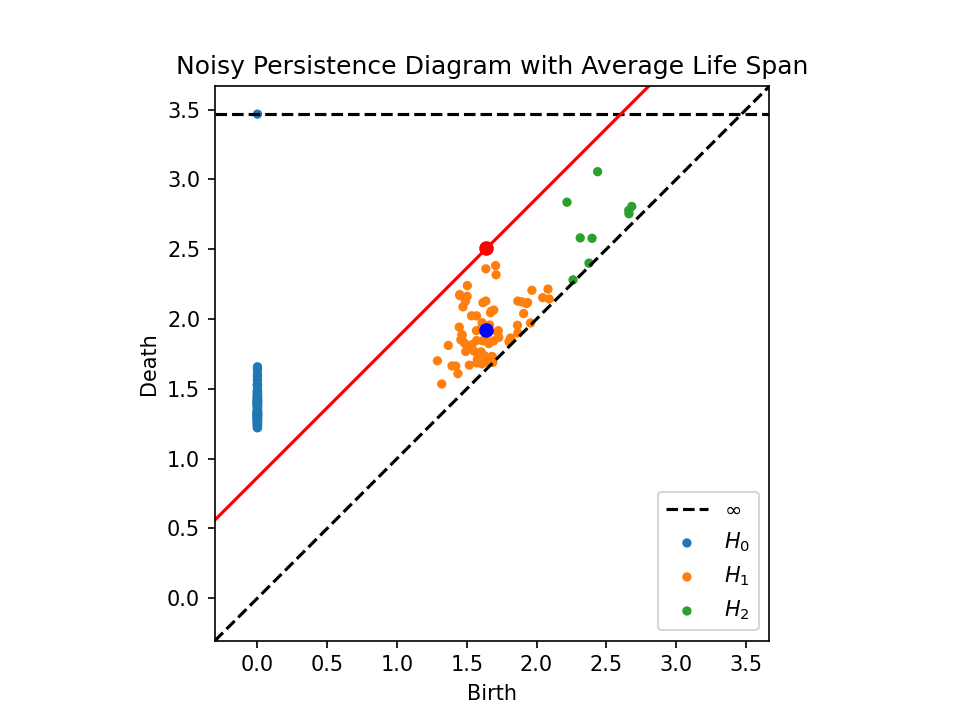 Noisy Persistence Diagram with Average Life Span
Death
3.5
3.0
2.5
2.0
1.5
1.0
0.5
0.0
∞
H₀
H₁
H₂
0.0 0.5 1.0 1.5 2.0 2.5 3.0 3.5
Birth